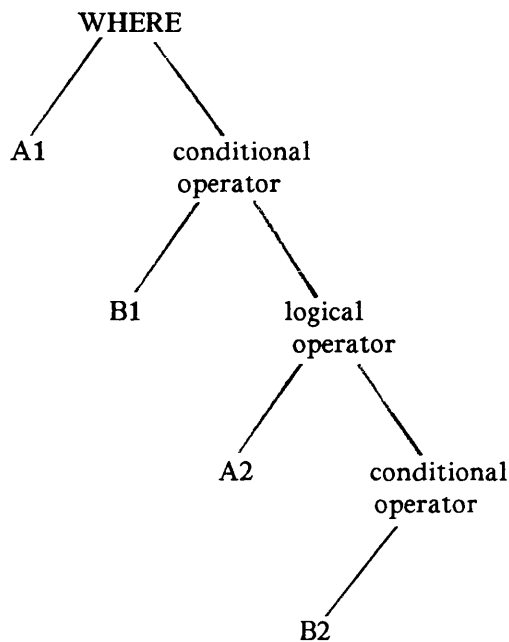 WHERE
A1
conditional
operator
B1
logical
operator
A2
conditional
operator
B2